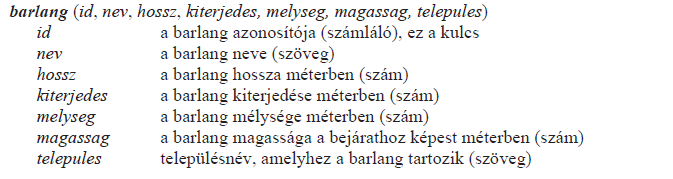 barlang (id, nev, hossz, kiterjedes, melyseg, magassag, telepules)
id a barlang azonosítója (számláló), ez a kulcs
nev a barlang neve (szöveg)
hossz a barlang hossza méterben (szám)
kiterjedes a barlang kiterjedése méterben (szám)
melyseg a barlang mélysége méterben (szám)
magassag a barlang magassága a bejárathoz képest méterben (szám)
telepules településnév, amelyhez a barlang tartozik (szöveg)